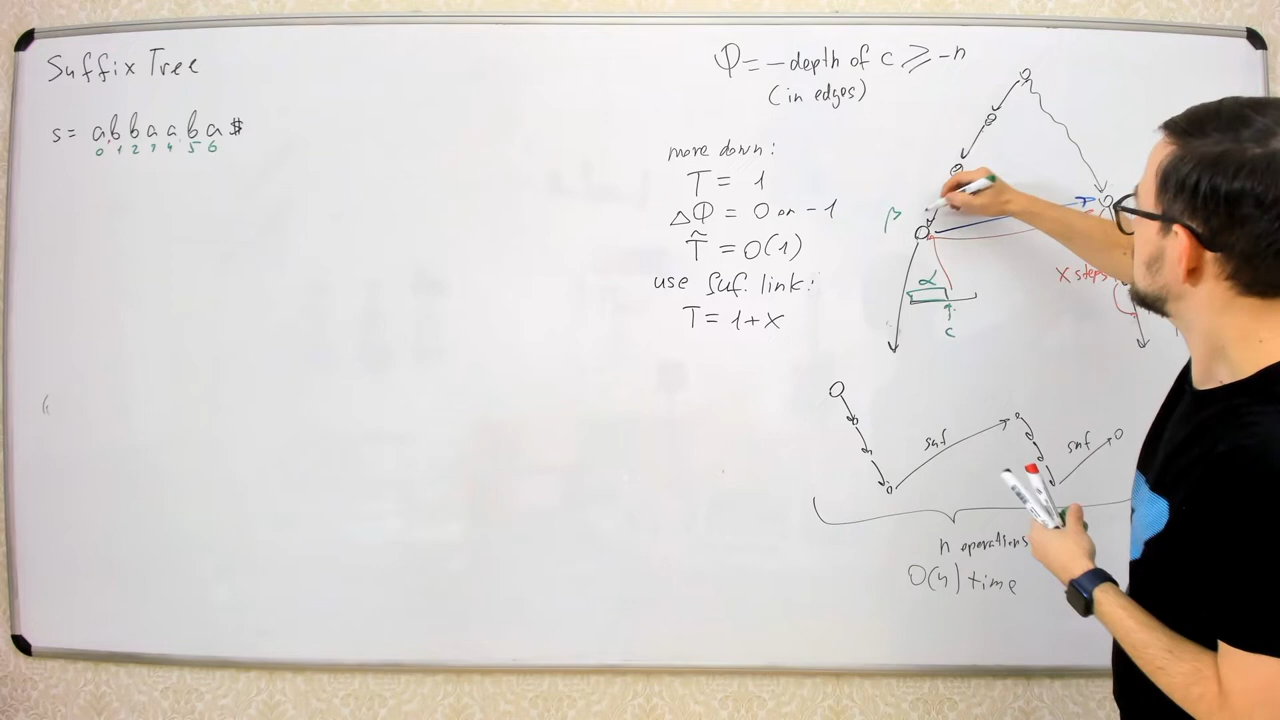 Suffix Tree
s = abbaaba$
0 1 2 3 4 5 6
Φ = -depth of c ⩾ -n
(in edges)
more down:
T = 1
ΔΦ = 0 or -1
T̃ = O(1)
use suf. link:
T = 1+x
β
α
c
x steps
suf
suf
n operations
O(n) time